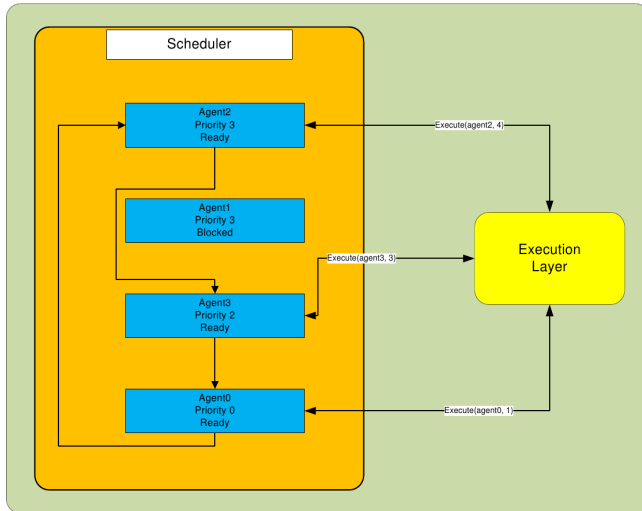 Scheduler
Agent2
Priority 3
Ready
Execute(agent2, 4)
Agent1
Priority 3
Blocked
Execution
Layer
Execute(agent3, 3)
Agent3
Priority 2
Ready
Agent0
Priority 0
Ready
Execute(agent0, 1)